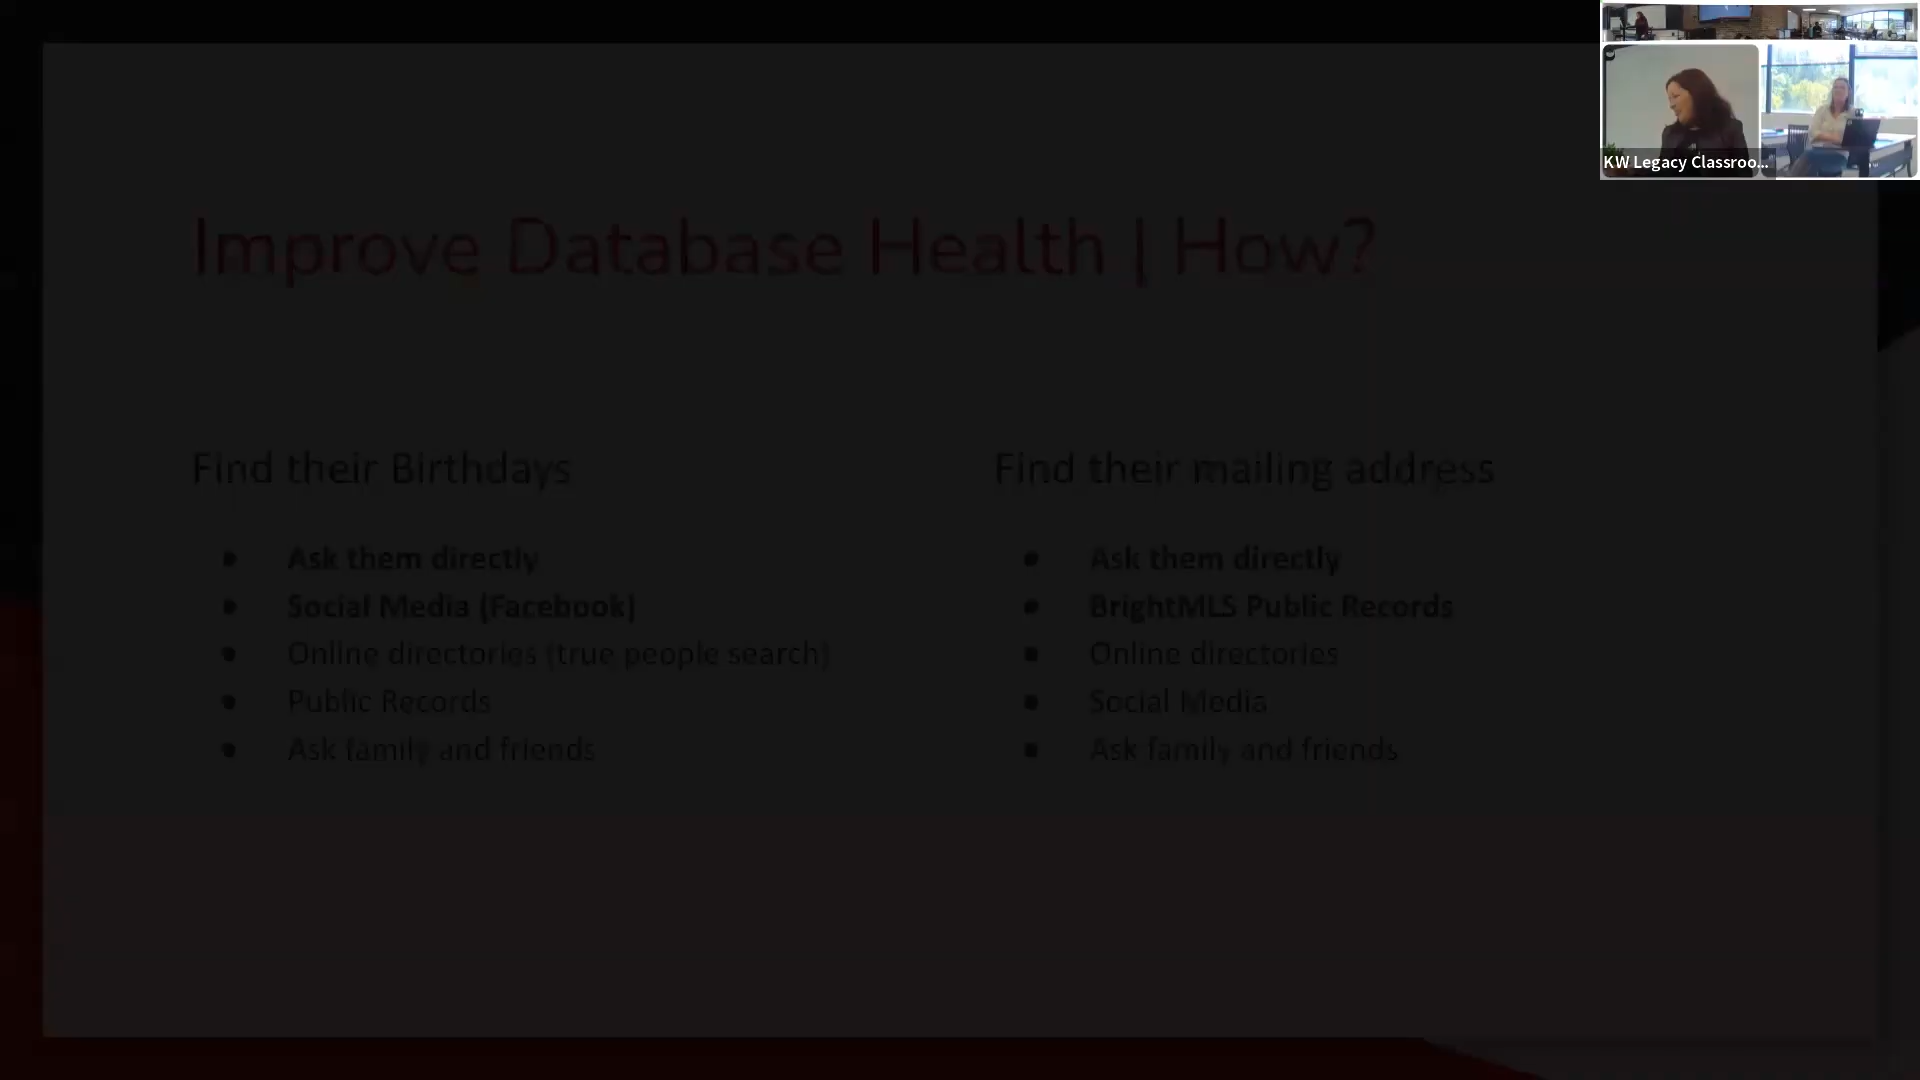 KW Legacy Classroo...
Improve Database Health | How?
Find their Birthdays
● Ask them directly
● Social Media (Facebook)
● Online directories (true people search)
● Public Records
● Ask family and friends
Find their mailing address
● Ask them directly
● BrightMLS Public Records
● Online directories
● Social Media
● Ask family and friends